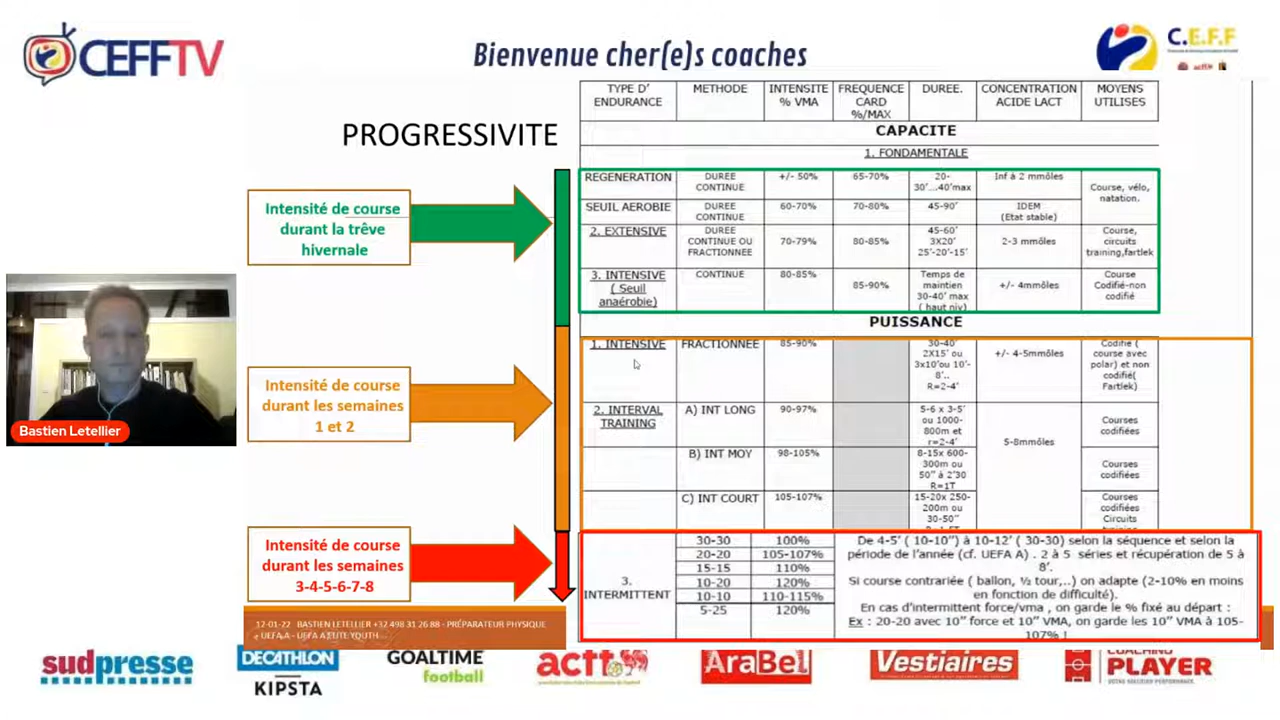 CEFFTV
Bienvenue cher(e)s coaches
C.E.F.F
PROGRESSIVITE
TYPE D' ENDURANCE
METHODE
INTENSITE % VMA
FREQUENCE CARD %/MAX
DUREE.
CONCENTRATION ACIDE LACT
MOYENS UTILISES
CAPACITE
1. FONDAMENTALE
REGENERATION
DUREE CONTINUE
+/- 50%
65-70%
20-30'...40'max
Inf à 2 mmôles
Course, vélo, natation.
SEUIL AEROBIE
DUREE CONTINUE
60-70%
70-80%
45-90'
IDEM (Etat stable)
2. EXTENSIVE
DUREE CONTINUE OU FRACTIONNEE
70-79%
80-85%
45-60' 3X20' 25'-20'-15'
2-3 mmôles
Course, circuits training,fartlek
3. INTENSIVE ( Seuil anaérobie)
CONTINUE
80-85%
85-90%
Temps de maintien 30-40' max ( haut niv)
+/- 4mmôles
Course Codifié-non codifié
PUISSANCE
1. INTENSIVE
FRACTIONNEE
85-90%
30-40' 2X15' ou 3x10'ou 10'-8'.. R=2-4'
+/- 4-5mmôles
Codifié ( course avec polar) et non codifié( Fartlek)
2. INTERVAL TRAINING
A) INT LONG
90-97%
5-6 x 3-5' ou 1000-800m et r=2-4'
5-8mmôles
Courses codifiées
B) INT MOY
98-105%
8-15x 600-300m ou 50" à 2'30 R=1T
Courses codifiées
C) INT COURT
105-107%
15-20x 250-200m ou 30-50"
Courses codifiées Circuits
3. INTERMITTENT
30-30 100%
20-20 105-107%
15-15 110%
10-20 120%
10-10 110-115%
5-25 120%
De 4-5' ( 10-10") à 10-12' ( 30-30) selon la séquence et selon la
période de l'année (cf. UEFA A) . 2 à 5 séries et récupération de 5 à
8'.
Si course contrariée ( ballon, ½ tour,..) on adapte (2-10% en moins
en fonction de difficulté).
En cas d'intermittent force/vma , on garde le % fixé au départ :
Ex : 20-20 avec 10" force et 10" VMA, on garde les 10" VMA à 105-
107% !
Intensité de course
durant la trêve
hivernale
Intensité de course
durant les semaines
1 et 2
Intensité de course
durant les semaines
3-4-5-6-7-8
Bastien Letellier
12-01-22 BASTIEN LETELLIER +32 498 31 26 88 - PRÉPARATEUR PHYSIQUE
sudpresse
DECATHLON
KIPSTA
GOALTIME
football
actf
AraBel
Vestiaires
PLAYER